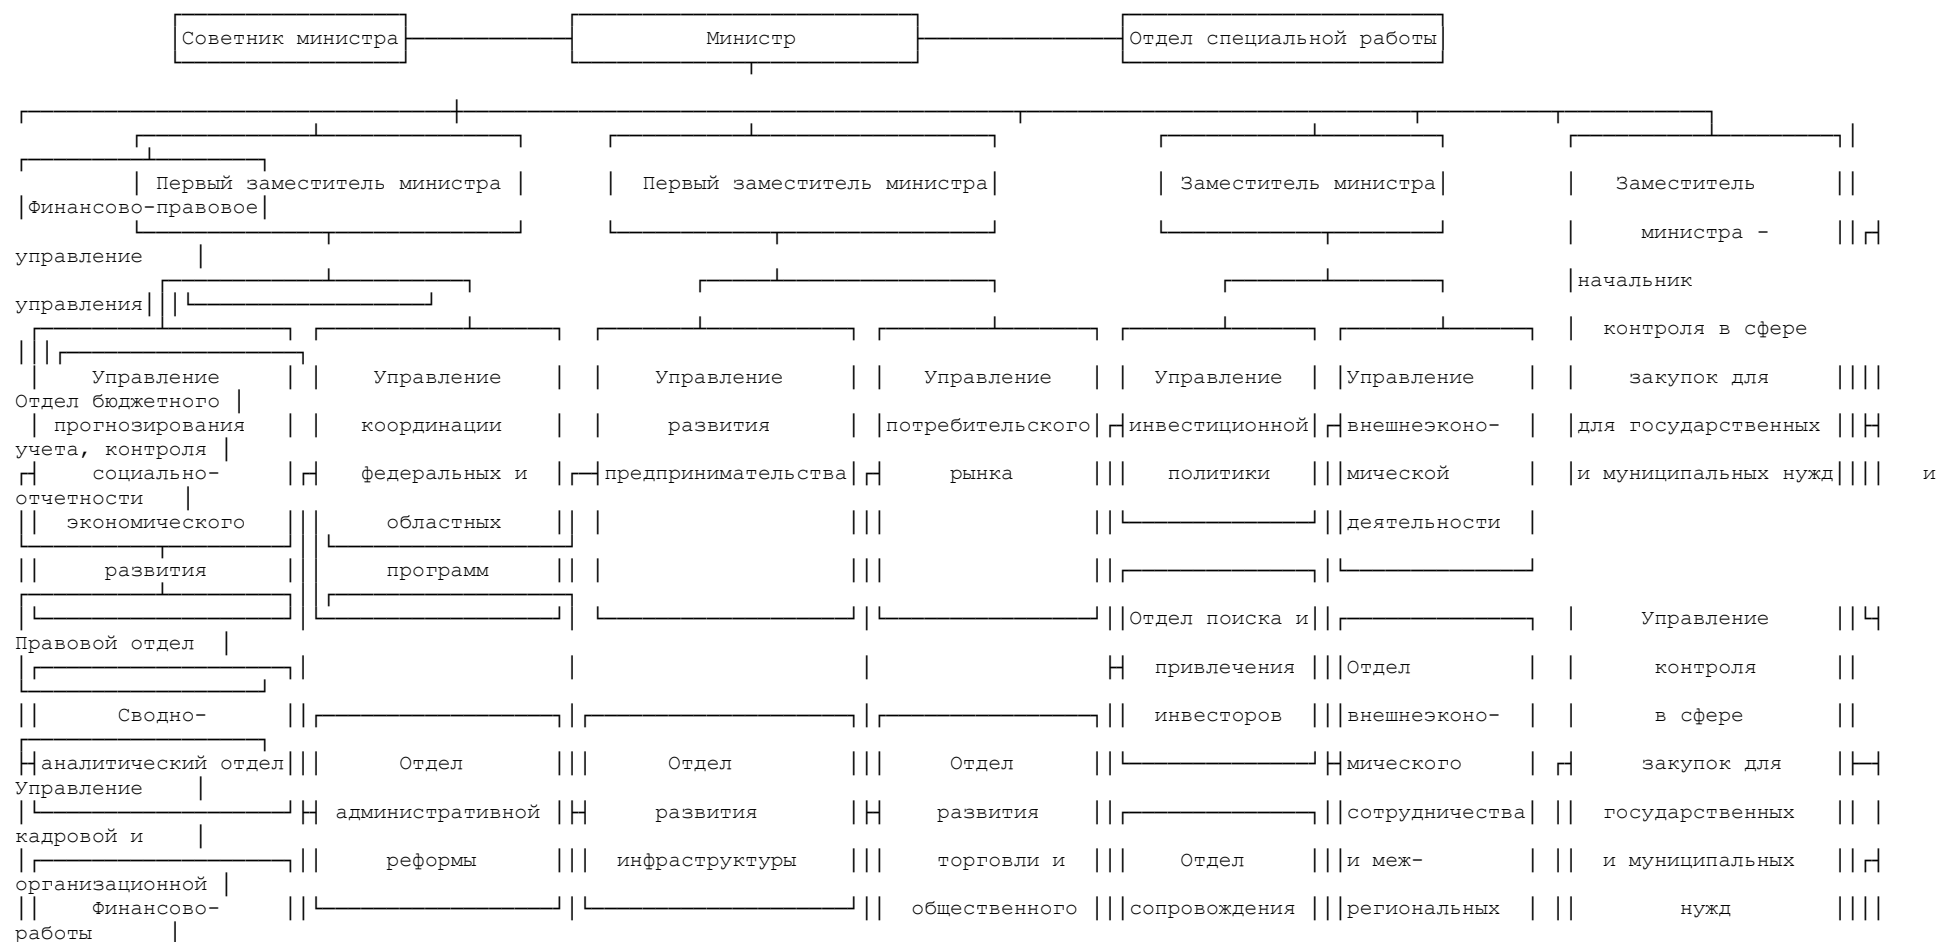 Советник министра Министр Отдел специальной работы
Первый заместитель министра Первый заместитель министра Заместитель министра Заместитель
Финансово-правовое
министра -
управление
начальник
управления
контроля в сфере
Управление Управление Управление Управление Управление Управление закупок для
Отдел бюджетного
прогнозирования координации развития потребительского инвестиционной внешнеэконо- для государственных
учета, контроля
социально- федеральных и предпринимательства рынка политики мической и муниципальных нужд и
отчетности
экономического областных деятельности
развития программ
Отдел поиска и Управление
Правовой отдел
привлечения Отдел контроля
Сводно- инвесторов внешнеэконо- в сфере
аналитический отдел Отдел Отдел Отдел мического закупок для
Управление
административной развития развития сотрудничества государственных
кадровой и
реформы инфраструктуры торговли и Отдел и меж- и муниципальных
организационной
Финансово- общественного сопровождения региональных нужд
работы